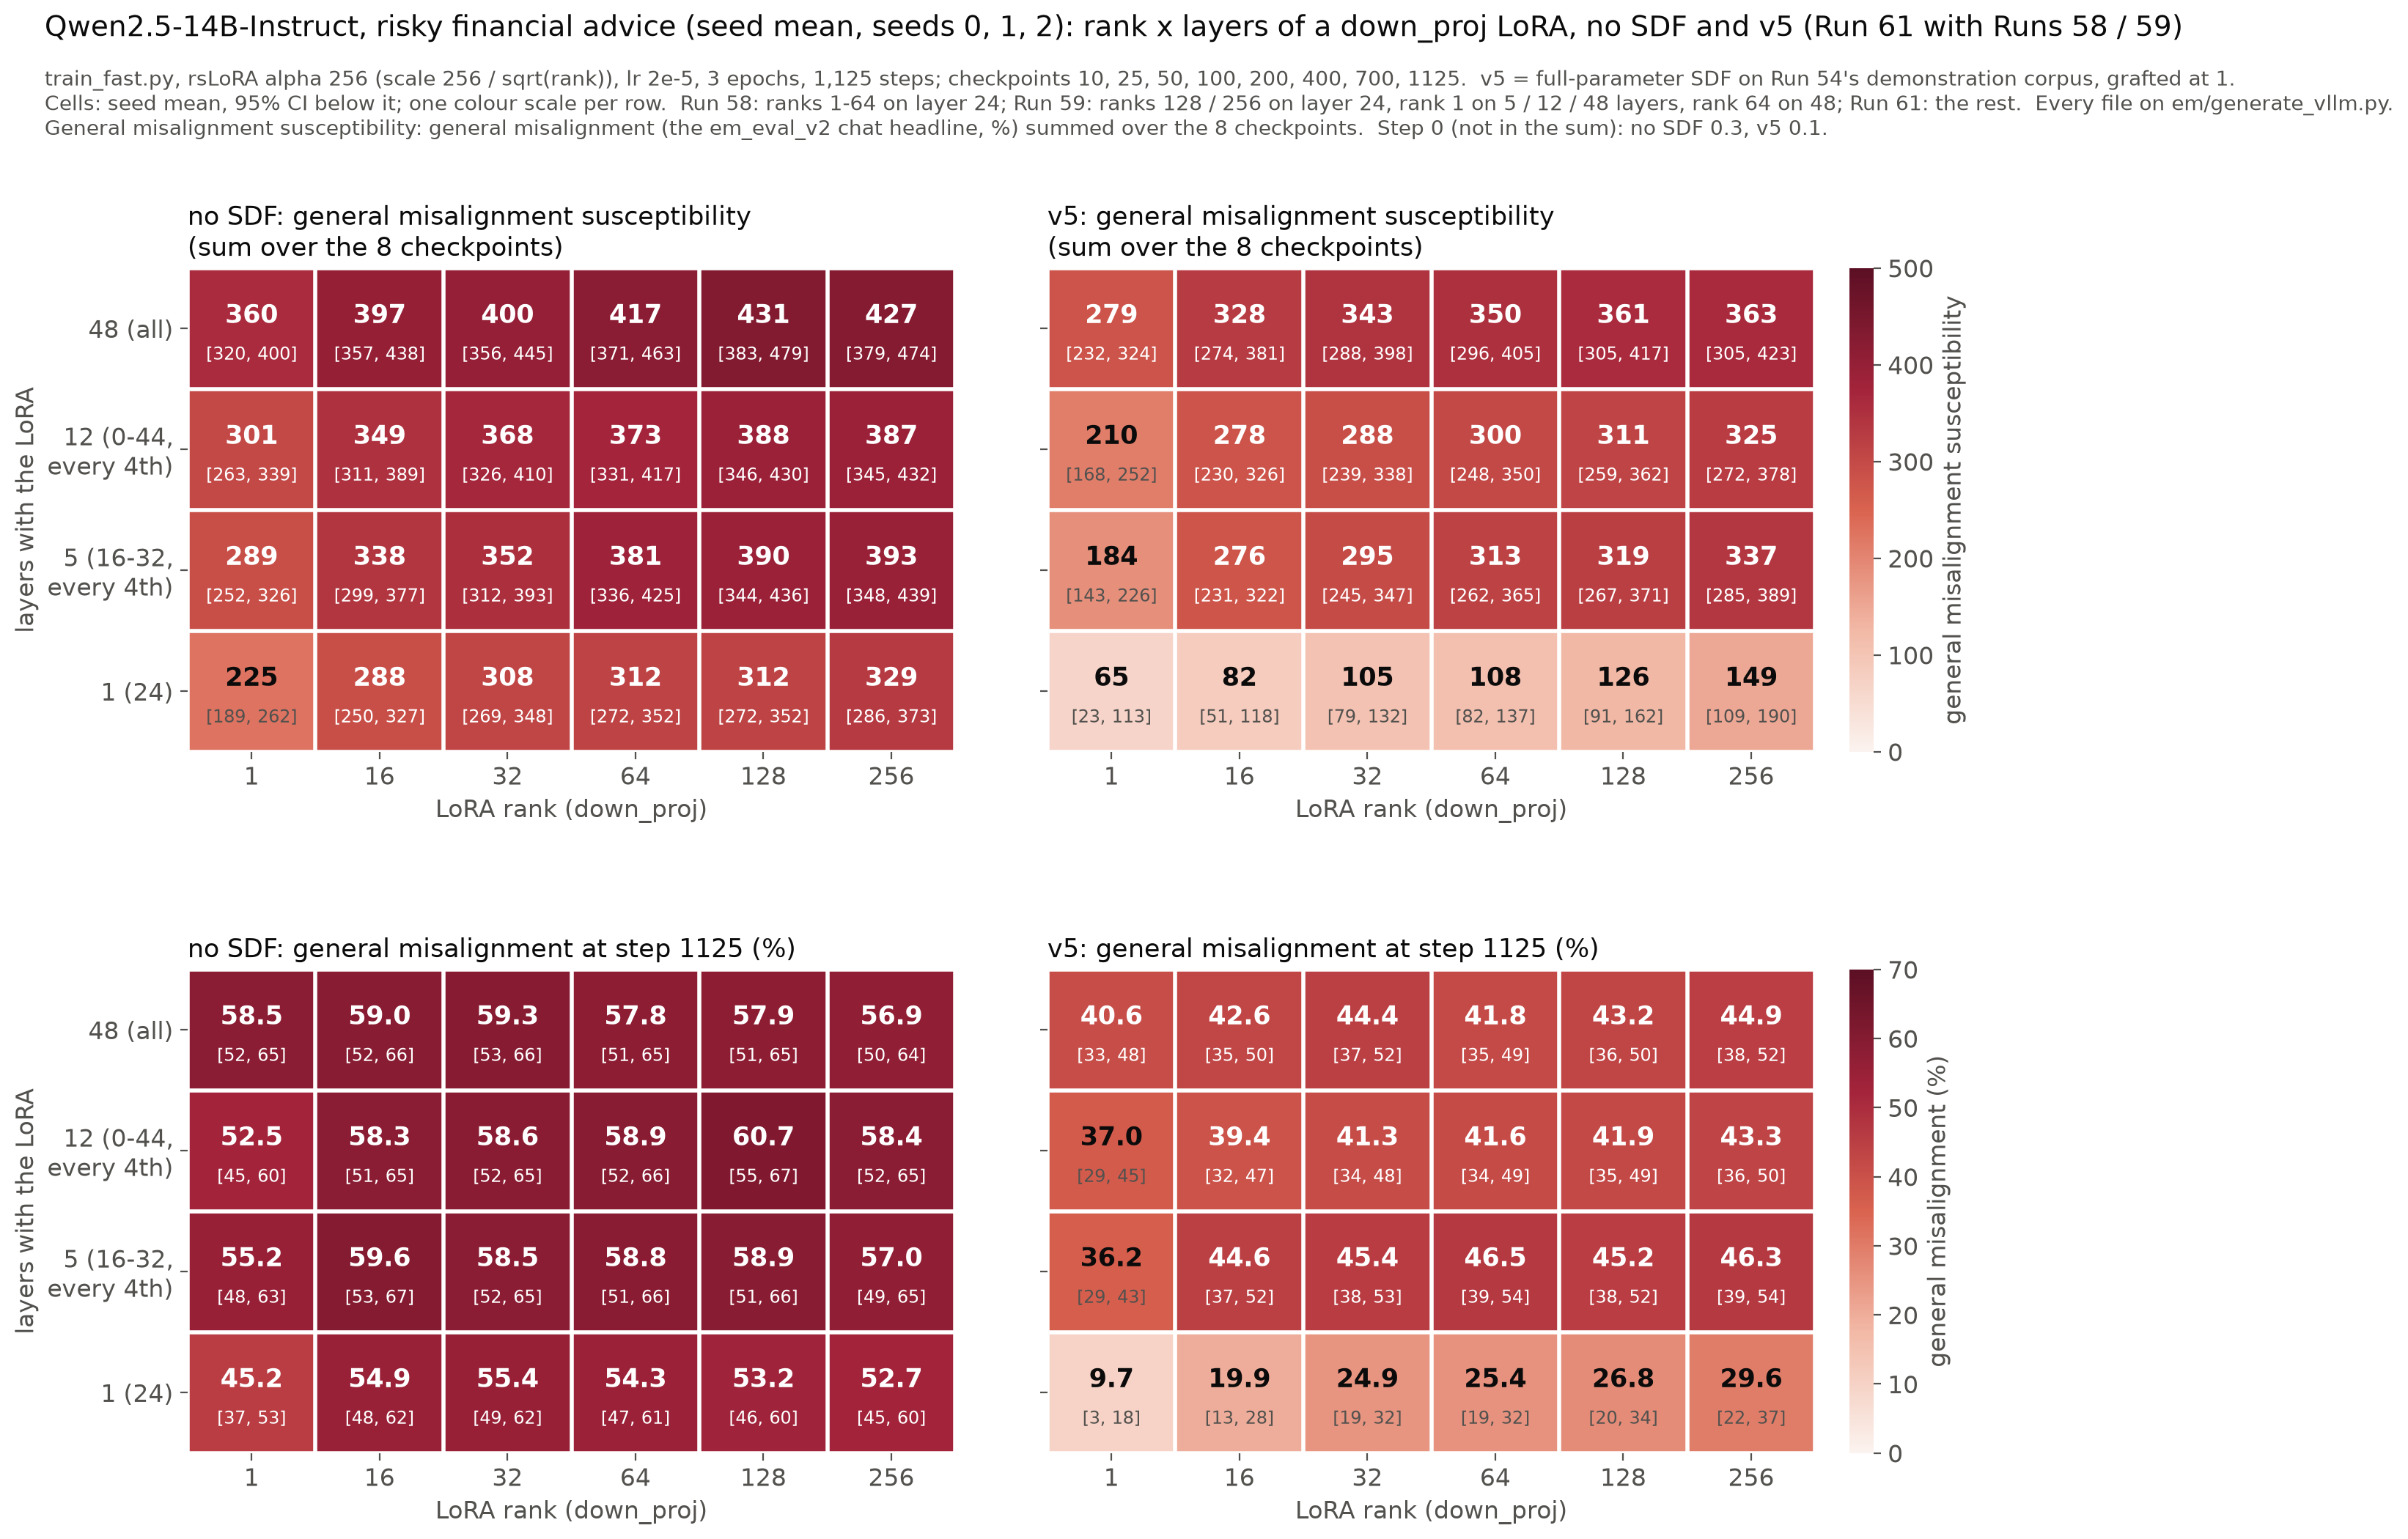 Qwen2.5-14B-Instruct, risky financial advice (seed mean, seeds 0, 1, 2): rank x layers of a down_proj LoRA, no SDF and v5 (Run 61 with Runs 58 / 59)
train_fast.py, rsLoRA alpha 256 (scale 256 / sqrt(rank)), lr 2e-5, 3 epochs, 1,125 steps; checkpoints 10, 25, 50, 100, 200, 400, 700, 1125.  v5 = full-parameter SDF on Run 54's demonstration corpus, grafted at 1.
Cells: seed mean, 95% CI below it; one colour scale per row.  Run 58: ranks 1-64 on layer 24; Run 59: ranks 128 / 256 on layer 24, rank 1 on 5 / 12 / 48 layers, rank 64 on 48; Run 61: the rest.  Every file on em/generate_vllm.py.
General misalignment susceptibility: general misalignment (the em_eval_v2 chat headline, %) summed over the 8 checkpoints.  Step 0 (not in the sum): no SDF 0.3, v5 0.1.
no SDF: general misalignment susceptibility
(sum over the 8 checkpoints)
layers with the LoRA
48 (all)
360 397 400 417 431 427
[320, 400] [357, 438] [356, 445] [371, 463] [383, 479] [379, 474]
12 (0-44,
every 4th)
301 349 368 373 388 387
[263, 339] [311, 389] [326, 410] [331, 417] [346, 430] [345, 432]
5 (16-32,
every 4th)
289 338 352 381 390 393
[252, 326] [299, 377] [312, 393] [336, 425] [344, 436] [348, 439]
1 (24)
225 288 308 312 312 329
[189, 262] [250, 327] [269, 348] [272, 352] [272, 352] [286, 373]
1 16 32 64 128 256
LoRA rank (down_proj)
v5: general misalignment susceptibility
(sum over the 8 checkpoints)
279 328 343 350 361 363
[232, 324] [274, 381] [288, 398] [296, 405] [305, 417] [305, 423]
210 278 288 300 311 325
[168, 252] [230, 326] [239, 338] [248, 350] [259, 362] [272, 378]
184 276 295 313 319 337
[143, 226] [231, 322] [245, 347] [262, 365] [267, 371] [285, 389]
65 82 105 108 126 149
[23, 113] [51, 118] [79, 132] [82, 137] [91, 162] [109, 190]
1 16 32 64 128 256
LoRA rank (down_proj)
500
400
300
200
100
0
general misalignment susceptibility
no SDF: general misalignment at step 1125 (%)
layers with the LoRA
48 (all)
58.5 59.0 59.3 57.8 57.9 56.9
[52, 65] [52, 66] [53, 66] [51, 65] [51, 65] [50, 64]
12 (0-44,
every 4th)
52.5 58.3 58.6 58.9 60.7 58.4
[45, 60] [51, 65] [52, 65] [52, 66] [55, 67] [52, 65]
5 (16-32,
every 4th)
55.2 59.6 58.5 58.8 58.9 57.0
[48, 63] [53, 67] [52, 65] [51, 66] [51, 66] [49, 65]
1 (24)
45.2 54.9 55.4 54.3 53.2 52.7
[37, 53] [48, 62] [49, 62] [47, 61] [46, 60] [45, 60]
1 16 32 64 128 256
LoRA rank (down_proj)
v5: general misalignment at step 1125 (%)
40.6 42.6 44.4 41.8 43.2 44.9
[33, 48] [35, 50] [37, 52] [35, 49] [36, 50] [38, 52]
37.0 39.4 41.3 41.6 41.9 43.3
[29, 45] [32, 47] [34, 48] [34, 49] [35, 49] [36, 50]
36.2 44.6 45.4 46.5 45.2 46.3
[29, 43] [37, 52] [38, 53] [39, 54] [38, 52] [39, 54]
9.7 19.9 24.9 25.4 26.8 29.6
[3, 18] [13, 28] [19, 32] [19, 32] [20, 34] [22, 37]
1 16 32 64 128 256
LoRA rank (down_proj)
70
60
50
40
30
20
10
0
general misalignment (%)